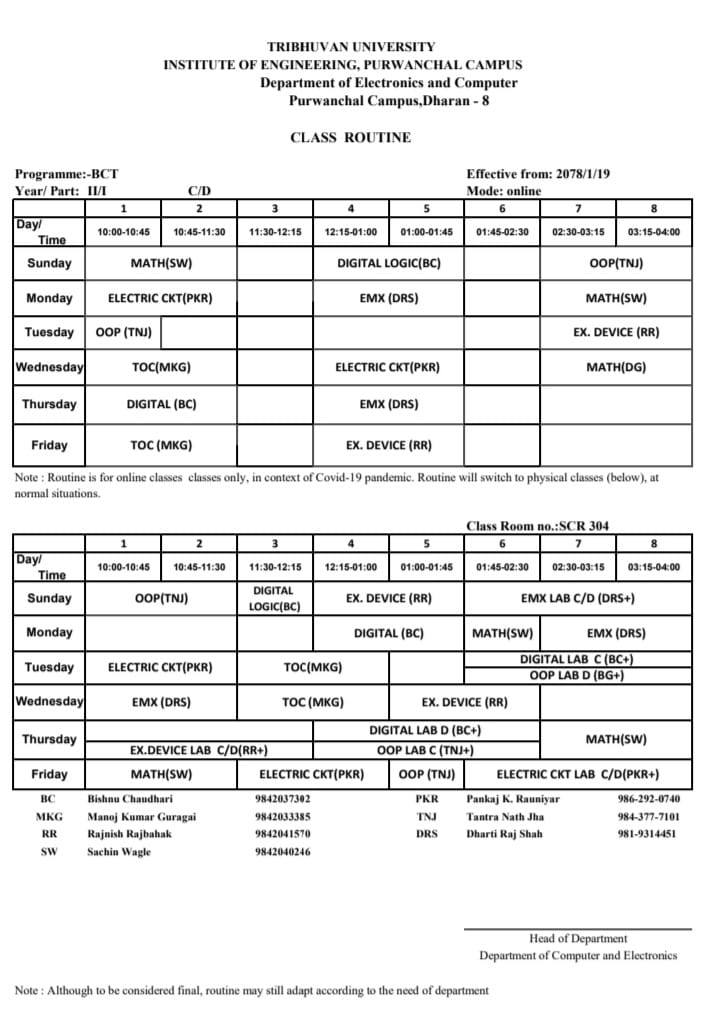 TRIBHUVAN UNIVERSITY
INSTITUTE OF ENGINEERING, PURWANCHAL CAMPUS
Department of Electronics and Computer
Purwanchal Campus,Dharan - 8
CLASS ROUTINE
Programme:-BCT Effective from: 2078/1/19
Year/ Part: II/I C/D Mode: online
1 2 3 4 5 6 7 8
Day/ Time 10:00-10:45 10:45-11:30 11:30-12:15 12:15-01:00 01:00-01:45 01:45-02:30 02:30-03:15 03:15-04:00
Sunday MATH(SW) DIGITAL LOGIC(BC) OOP(TNJ)
Monday ELECTRIC CKT(PKR) EMX (DRS) MATH(SW)
Tuesday OOP (TNJ) EX. DEVICE (RR)
Wednesday TOC(MKG) ELECTRIC CKT(PKR) MATH(DG)
Thursday DIGITAL (BC) EMX (DRS)
Friday TOC (MKG) EX. DEVICE (RR)
Note : Routine is for online classes classes only, in context of Covid-19 pandemic. Routine will switch to physical classes (below), at
normal situations.
Class Room no.:SCR 304
1 2 3 4 5 6 7 8
Day/ Time 10:00-10:45 10:45-11:30 11:30-12:15 12:15-01:00 01:00-01:45 01:45-02:30 02:30-03:15 03:15-04:00
Sunday OOP(TNJ) DIGITAL LOGIC(BC) EX. DEVICE (RR) EMX LAB C/D (DRS+)
Monday DIGITAL (BC) MATH(SW) EMX (DRS)
Tuesday ELECTRIC CKT(PKR) TOC(MKG) DIGITAL LAB C (BC+)
OOP LAB D (BG+)
Wednesday EMX (DRS) TOC (MKG) EX. DEVICE (RR)
Thursday DIGITAL LAB D (BC+) MATH(SW)
EX.DEVICE LAB C/D(RR+) OOP LAB C (TNJ+)
Friday MATH(SW) ELECTRIC CKT(PKR) OOP (TNJ) ELECTRIC CKT LAB C/D(PKR+)
BC Bishnu Chaudhari 9842037302 PKR Pankaj K. Rauniyar 986-292-0740
MKG Manoj Kumar Guragai 9842033385 TNJ Tantra Nath Jha 984-377-7101
RR Rajnish Rajbahak 9842041570 DRS Dharti Raj Shah 981-9314451
SW Sachin Wagle 9842040246
Head of Department
Department of Computer and Electronics
Note : Although to be considered final, routine may still adapt according to the need of department